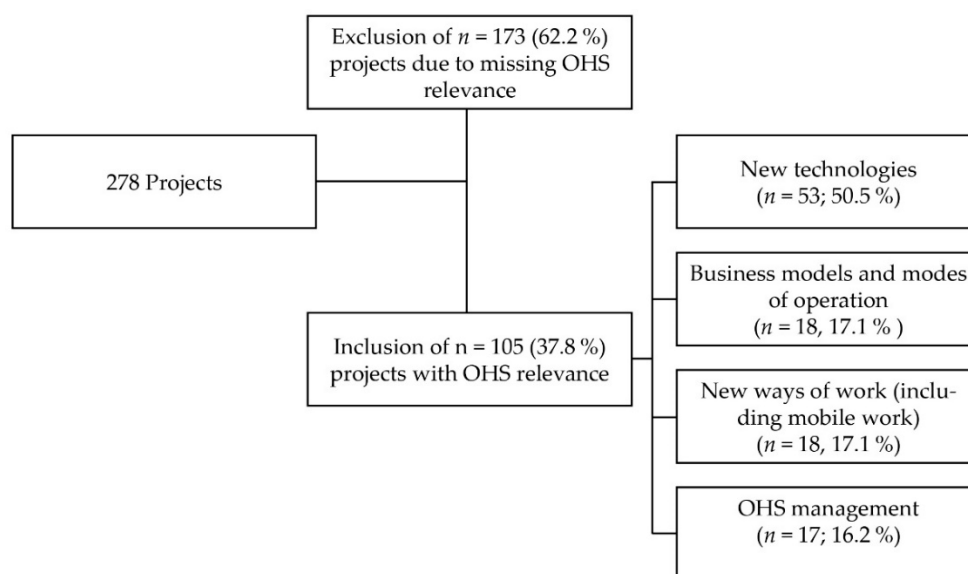 Exclusion of n = 173 (62.2 %)
projects due to missing OHS
relevance
278 Projects
New technologies
(n = 53; 50.5 %)
Business models and modes
of operation
(n = 18, 17.1 % )
Inclusion of n = 105 (37.8 %)
projects with OHS relevance
New ways of work (inclu-
ding mobile work)
(n = 18, 17.1 %)
OHS management
(n = 17; 16.2 %)